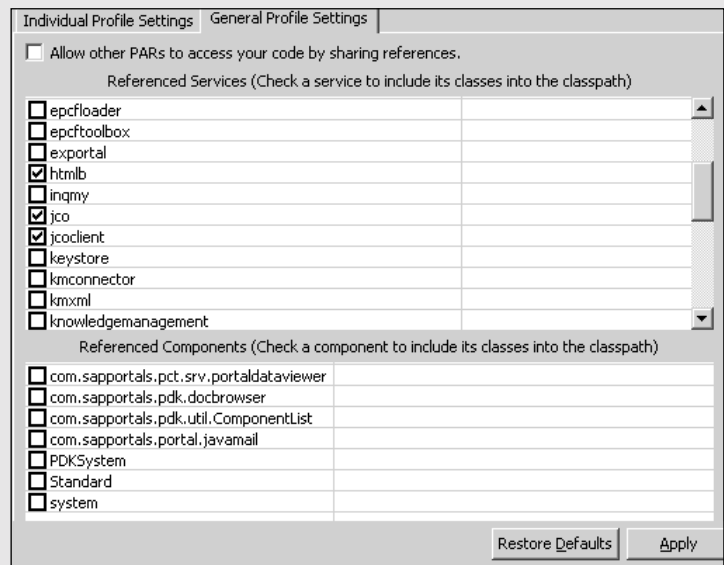 Individual Profile Settings General Profile Settings
Allow other PARs to access your code by sharing references.
Referenced Services (Check a service to include its classes into the classpath)
epcfloader
epcftoolbox
exportal
htmlb
inqmy
jco
jcoclient
keystore
kmconnector
kmxml
knowledgemanagement
Referenced Components (Check a component to include its classes into the classpath)
com.sapportals.pct.srv.portaldataviewer
com.sapportals.pdk.docbrowser
com.sapportals.pdk.util.ComponentList
com.sapportals.portal.javamail
PDKSystem
Standard
system
Restore Defaults Apply